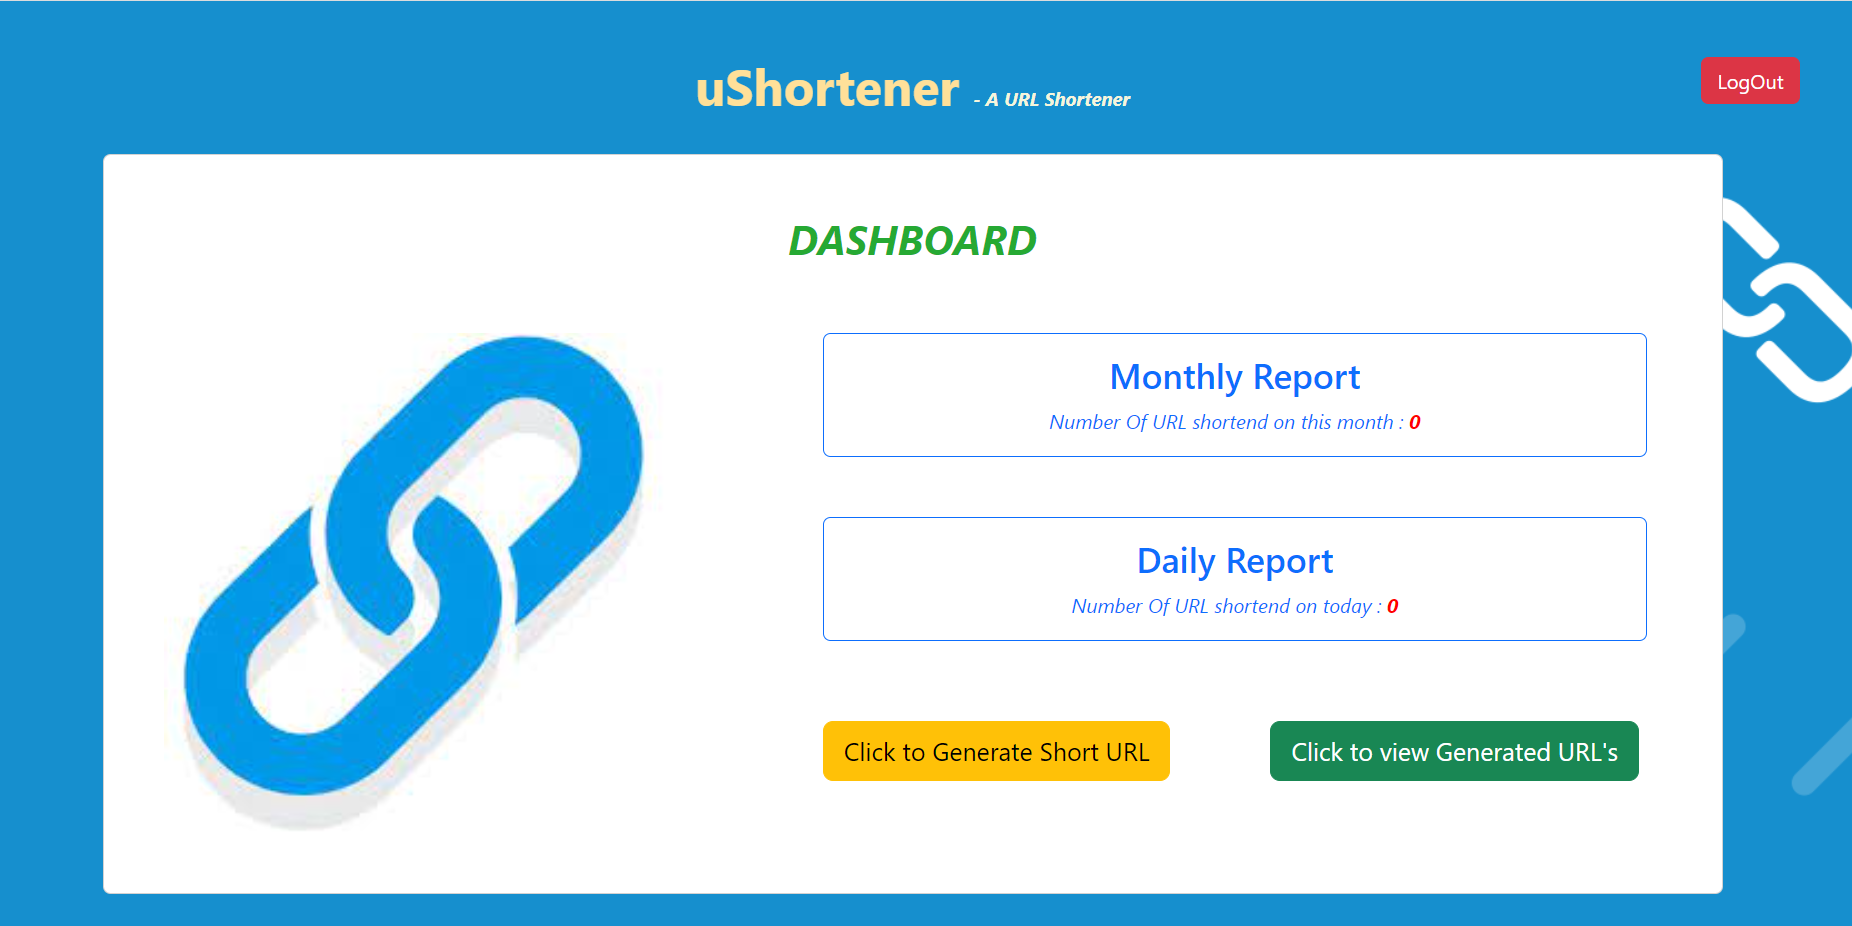 uShortener - A URL Shortener
LogOut
DASHBOARD
Monthly Report
Number Of URL shortend on this month : 0
Daily Report
Number Of URL shortend on today : 0
Click to Generate Short URL
Click to view Generated URL's